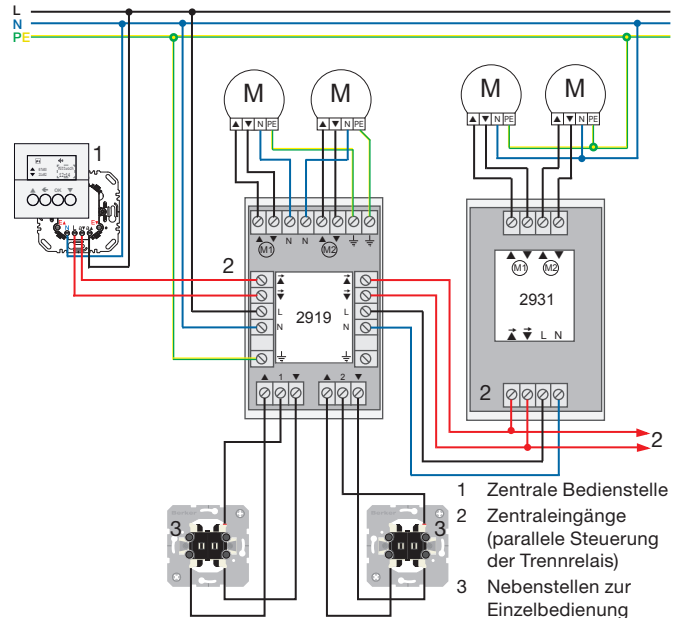 L
N
PE
M
M
M
M
▲ ▼ N PE
▲ ▼ N PE
▲ ▼ N PE
▲ ▼ N PE
1
OK
N L
▲ ▼ N N ▲ ▼
M1 M2
2
L
N
2919
L
N
▲ 1 ▼
▲ 2 ▼
▲ ▼ ▲ ▼
M1 M2
2931
L N
2
2
3
3
1 Zentrale Bedienstelle
2 Zentraleingänge
(parallele Steuerung
der Trennrelais)
3 Nebenstellen zur
Einzelbedienung